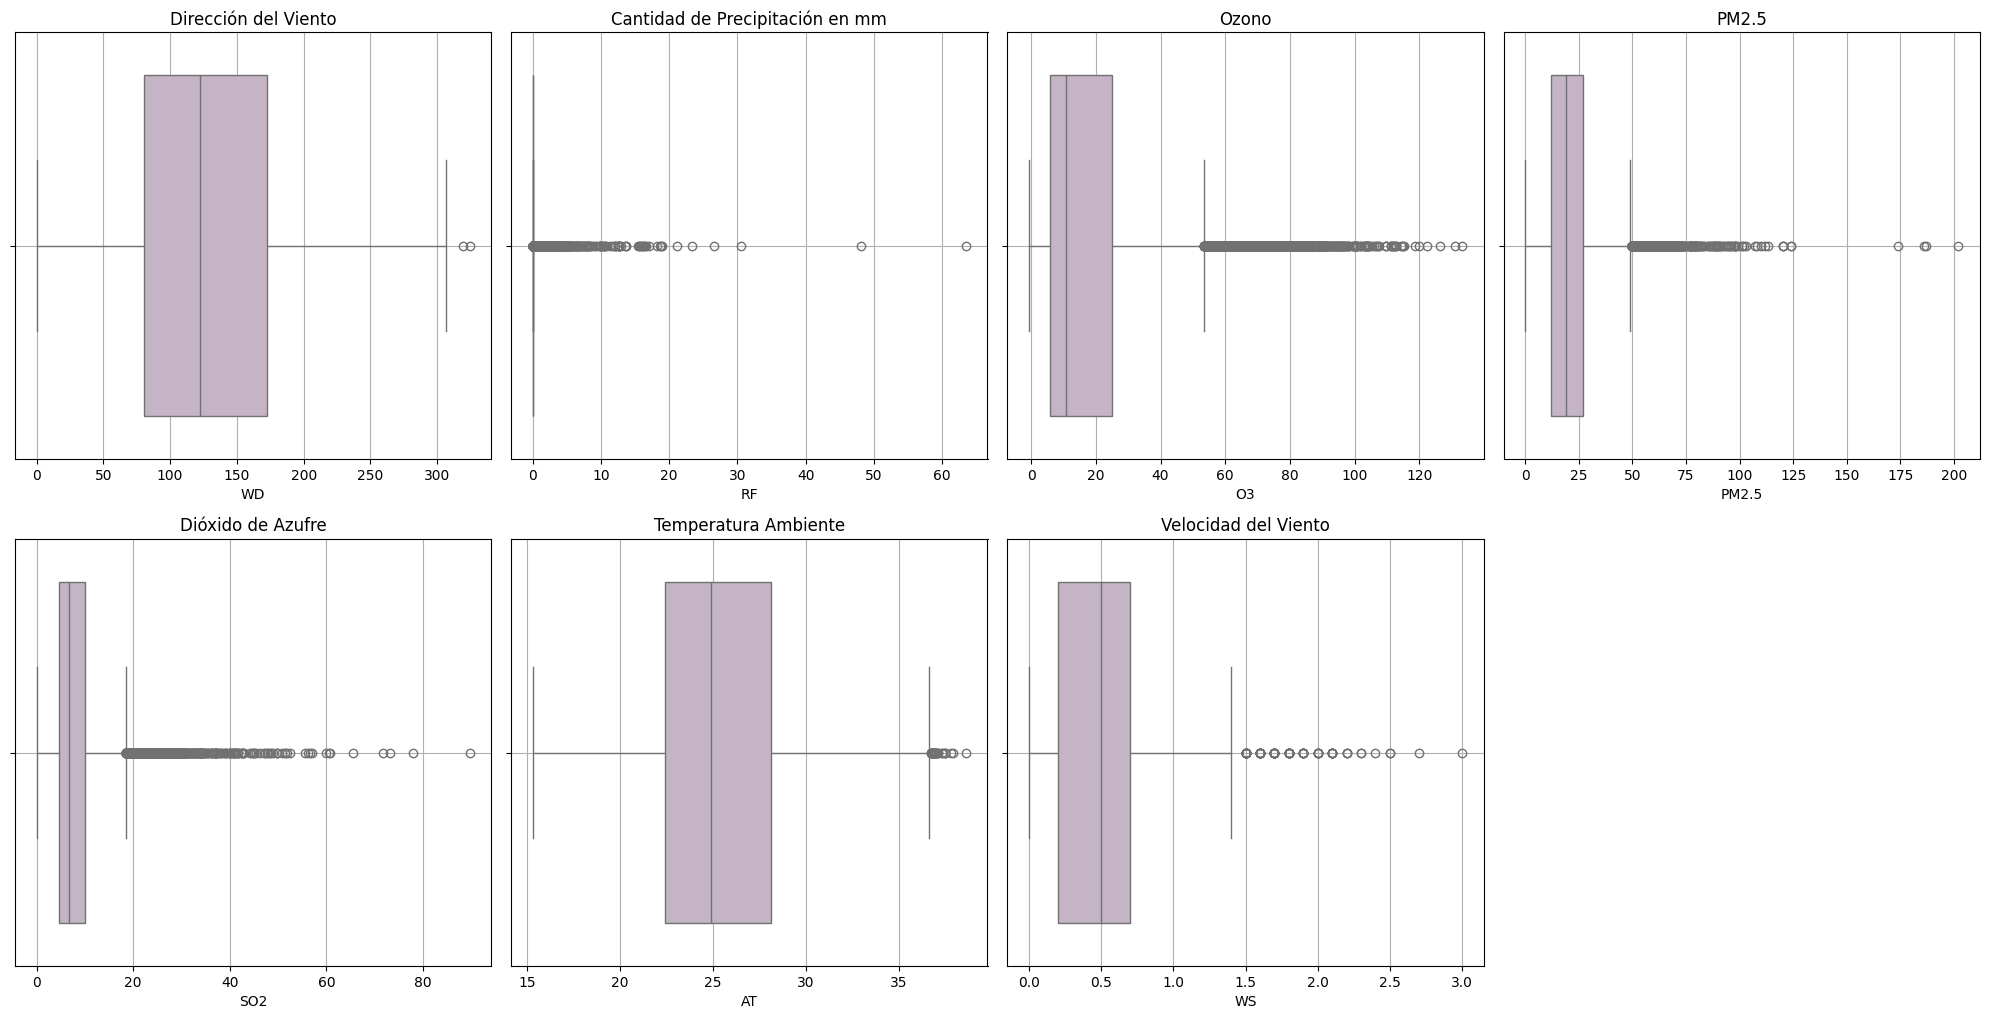 Dirección del Viento
0 50 100 150 200 250 300
WD
Cantidad de Precipitación en mm
0 10 20 30 40 50 60
RF
Ozono
0 20 40 60 80 100 120
O3
PM2.5
0 25 50 75 100 125 150 175 200
PM2.5
Dióxido de Azufre
0 20 40 60 80
SO2
Temperatura Ambiente
15 20 25 30 35
AT
Velocidad del Viento
0.0 0.5 1.0 1.5 2.0 2.5 3.0
WS